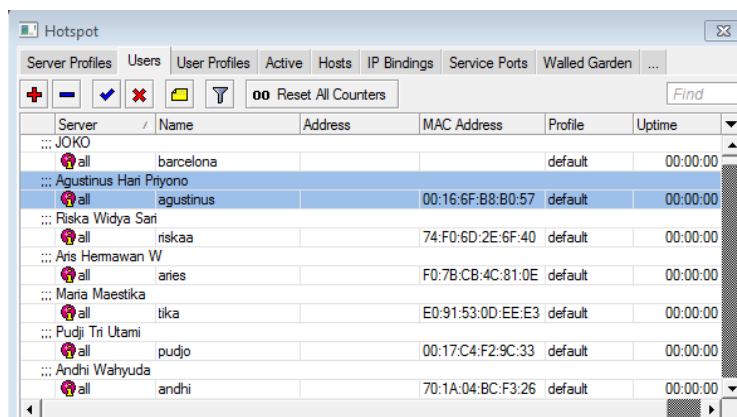 Hotspot
Server Profiles Users User Profiles Active Hosts IP Bindings Service Ports Walled Garden ...
00 Reset All Counters Find
Server Name Address MAC Address Profile Uptime
;;; JOKO
all barcelona default 00:00:00
;;; Agustinus Hari Priyono
all agustinus 00:16:6F:B8:B0:57 default 00:00:00
;;; Riska Widya Sari
all riskaa 74:F0:6D:2E:6F:40 default 00:00:00
;;; Aris Hermawan W
all aries F0:7B:CB:4C:81:0E default 00:00:00
;;; Maria Maestika
all tika E0:91:53:0D:EE:E3 default 00:00:00
;;; Pudji Tri Utami
all pudjo 00:17:C4:F2:9C:33 default 00:00:00
;;; Andhi Wahyuda
all andhi 70:1A:04:BC:F3:26 default 00:00:00